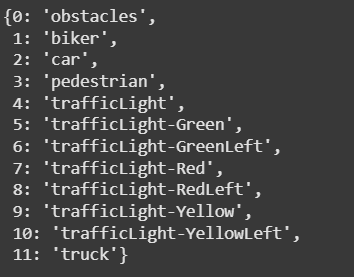 {0: 'obstacles',
1: 'biker',
2: 'car',
3: 'pedestrian',
4: 'trafficLight',
5: 'trafficLight-Green',
6: 'trafficLight-GreenLeft',
7: 'trafficLight-Red',
8: 'trafficLight-RedLeft',
9: 'trafficLight-Yellow',
10: 'trafficLight-YellowLeft',
11: 'truck'}